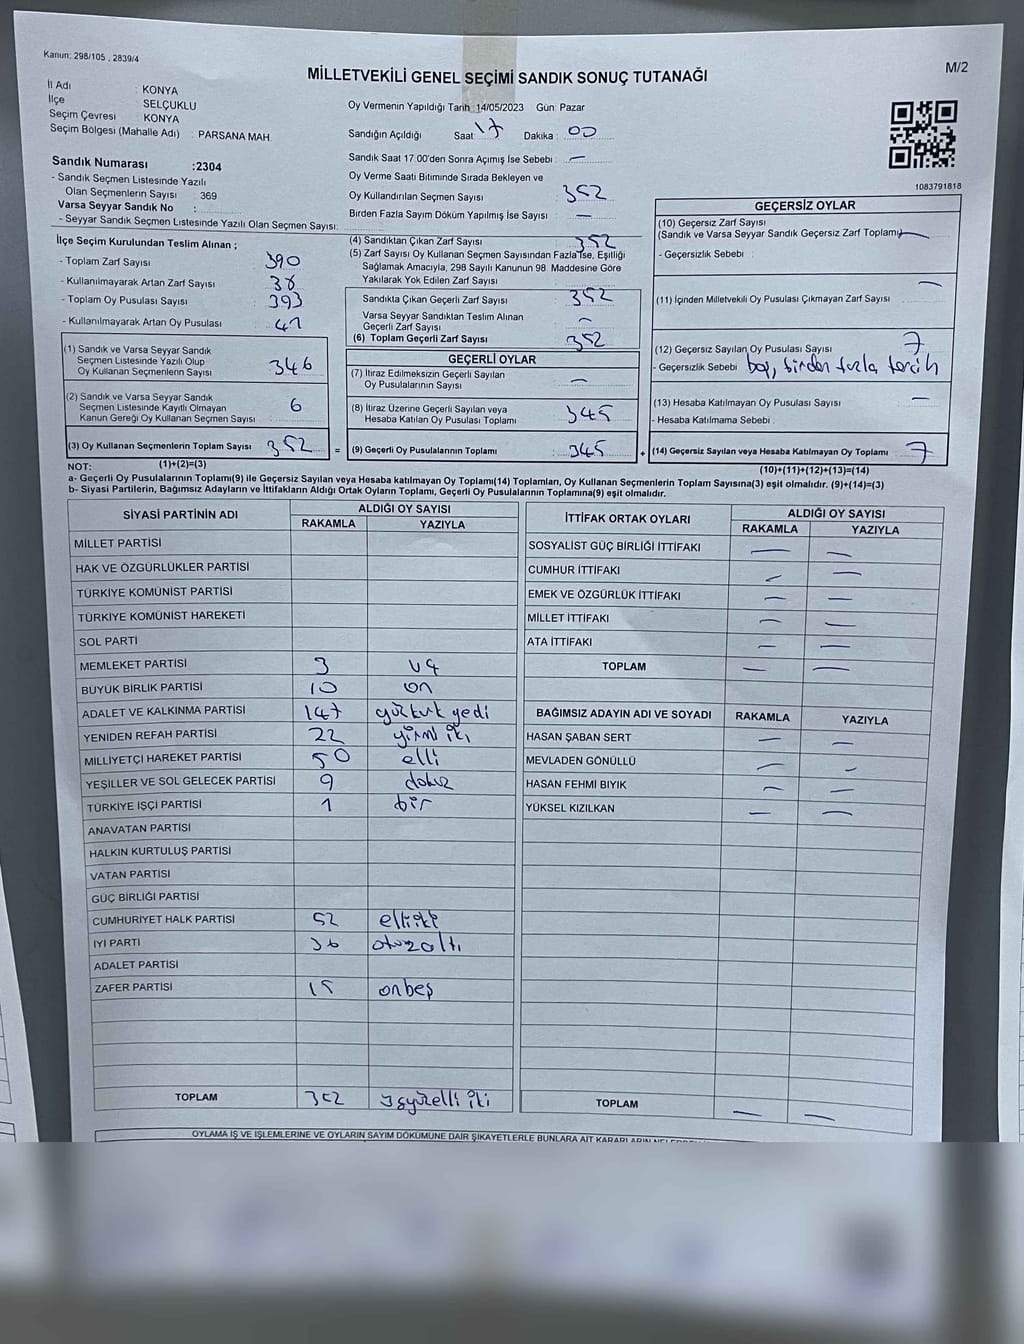 Kanun: 298/105 , 2839/4
MİLLETVEKİLİ GENEL SEÇİMİ SANDIK SONUÇ TUTANAĞI
M/2
İl Adı : KONYA
İlçe SELÇUKLU
Seçim Çevresi KONYA
Seçim Bölgesi (Mahalle Adı) : PARSANA MAH.
Oy Vermenin Yapıldığı Tarih :14/05/2023 Gün: Pazar
Sandığın Açıldığı Saat 17 Dakika : 00
Sandık Saat 17:00'den Sonra Açımış İse Sebebi : —
Oy Verme Saati Bitiminde Sırada Bekleyen ve
Oy Kullandırılan Seçmen Sayısı 352
Birden Fazla Sayım Döküm Yapılmış İse Sayısı —
1083791818
Sandık Numarası :2304
- Sandık Seçmen Listesinde Yazılı
Olan Seçmenlerin Sayısı 369
Varsa Seyyar Sandık No :
- Seyyar Sandık Seçmen Listesinde Yazılı Olan Seçmen Sayısı:
İlçe Seçim Kurulundan Teslim Alınan ;
- Toplam Zarf Sayısı 390
- Kullanılmayarak Artan Zarf Sayısı : 38
- Toplam Oy Pusulası Sayısı : 393
- Kullanılmayarak Artan Oy Pusulası : 41
(1) Sandık ve Varsa Seyyar Sandık
Seçmen Listesinde Yazılı Olup
Oy Kullanan Seçmenlerin Sayısı : 346
(2) Sandık ve Varsa Seyyar Sandık
Seçmen Listesinde Kayıtlı Olmayan
Kanun Gereği Oy Kullanan Seçmen Sayısı : 6
(3) Oy Kullanan Seçmenlerin Toplam Sayısı : 352
(1)+(2)=(3)
(4) Sandıktan Çıkan Zarf Sayısı 352
(5) Zarf Sayısı Oy Kullanan Seçmen Sayısından Fazla İse, Eşitliği
Sağlamak Amacıyla, 298 Sayılı Kanunun 98 Maddesine Göre
Yakılarak Yok Edilen Zarf Sayısı
Sandıkta Çıkan Geçerli Zarf Sayısı : 352
Varsa Seyyar Sandıktan Teslim Alınan
Geçerli Zarf Sayısı —
(6) Toplam Geçerli Zarf Sayısı 352
GEÇERLİ OYLAR
(7) İtiraz Edilmeksizin Geçerli Sayılan
Oy Pusulalarının Sayısı —
(8) İtiraz Üzerine Geçerli Sayılan veya
Hesaba Katılan Oy Pusulası Toplamı 345
= (9) Geçerli Oy Pusulalarının Toplamı : 345
GEÇERSİZ OYLAR
(10) Geçersiz Zarf Sayısı
(Sandık ve Varsa Seyyar Sandık Geçersiz Zarf Toplamı) —
- Geçersizlik Sebebi :
(11) İçinden Milletvekili Oy Pusulası Çıkmayan Zarf Sayısı —
(12) Geçersiz Sayılan Oy Pusulası Sayısı 7
- Geçersizlik Sebebi boş, birden fazla tercih
(13) Hesaba Katılmayan Oy Pusulası Sayısı —
- Hesaba Katılmama Sebebi :
+ (14) Geçersiz Sayılan veya Hesaba Katılmayan Oy Toplamı 7
(10)+(11)+(12)+(13)=(14)
NOT:
a- Geçerli Oy Pusulalarının Toplamı(9) ile Geçersiz Sayılan veya Hesaba katılmayan Oy Toplamı(14) Toplamları, Oy Kullanan Seçmenlerin Toplam Sayısına(3) eşit olmalıdır. (9)+(14)=(3)
b- Siyasi Partilerin, Bağımsız Adayların ve İttifakların Aldığı Ortak Oyların Toplamı, Geçerli Oy Pusulalarının Toplamına(9) eşit olmalıdır.
SİYASİ PARTİNİN ADI ALDIĞI OY SAYISI
RAKAMLA YAZIYLA
MİLLET PARTİSİ
HAK VE ÖZGÜRLÜKLER PARTİSİ
TÜRKİYE KOMÜNİST PARTİSİ
TÜRKİYE KOMÜNİST HAREKETİ
SOL PARTİ
MEMLEKET PARTİSİ 3 üç
BÜYÜK BİRLİK PARTİSİ 10 on
ADALET VE KALKINMA PARTİSİ 147 yüzkırk yedi
YENİDEN REFAH PARTİSİ 22 yirmi iki
MİLLİYETÇİ HAREKET PARTİSİ 50 elli
YEŞİLLER VE SOL GELECEK PARTİSİ 9 dokuz
TÜRKİYE İŞÇİ PARTİSİ 1 bir
ANAVATAN PARTİSİ
HALKIN KURTULUŞ PARTİSİ
VATAN PARTİSİ
GÜÇ BİRLİĞİ PARTİSİ
CUMHURİYET HALK PARTİSİ 52 elliiki
İYİ PARTİ 36 otuzaltı
ADALET PARTİSİ
ZAFER PARTİSİ 15 onbeş
TOPLAM 352 3yüzelli iki
İTTİFAK ORTAK OYLARI ALDIĞI OY SAYISI
RAKAMLA YAZIYLA
SOSYALİST GÜÇ BİRLİĞİ İTTİFAKI — —
CUMHUR İTTİFAKI — —
EMEK VE ÖZGÜRLÜK İTTİFAKI — —
MİLLET İTTİFAKI — —
ATA İTTİFAKI — —
TOPLAM — —
BAĞIMSIZ ADAYIN ADI VE SOYADI RAKAMLA YAZIYLA
HASAN ŞABAN SERT — —
MEVLADEN GÖNÜLLÜ — —
HASAN FEHMİ BIYIK — —
YÜKSEL KIZILKAN — —
TOPLAM — —
OYLAMA İŞ VE İŞLEMLERİNE VE OYLARIN SAYIM DÖKÜMÜNE DAİR ŞİKAYETLERLE BUNLARA AİT KARARLARIN